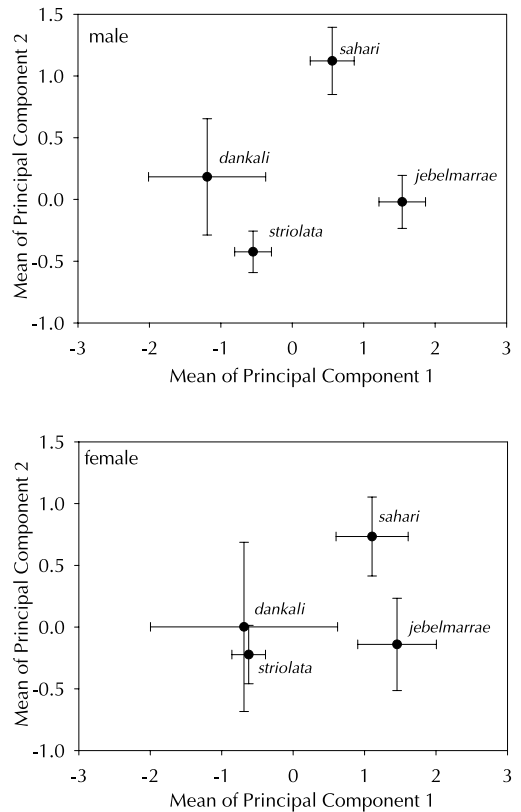 male
1.5
1.0
0.5
0.0
-0.5
-1.0
Mean of Principal Component 2
sahari
dankali
jebelmarrae
striolata
-3 -2 -1 0 1 2 3
Mean of Principal Component 1
female
1.5
1.0
0.5
0.0
-0.5
-1.0
Mean of Principal Component 2
sahari
dankali
jebelmarrae
striolata
-3 -2 -1 0 1 2 3
Mean of Principal Component 1